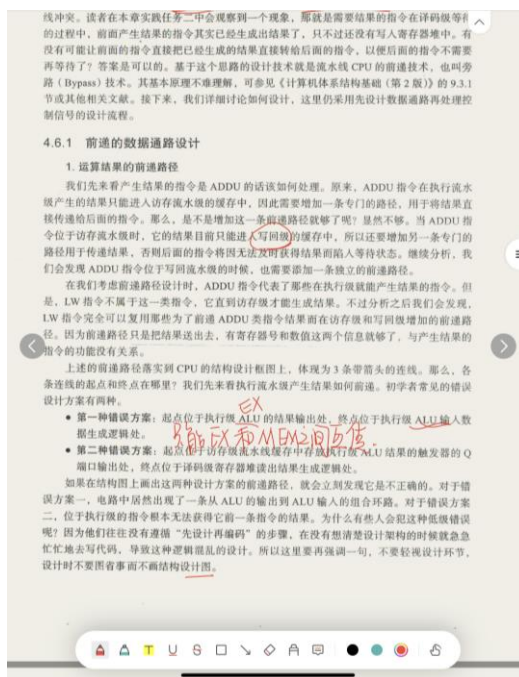 线冲突。读者在本章实践任务二中会观察到一个现象，那就是需要结果的指令在译码级等待
的过程中，前面产生结果的指令其实已经生成出结果了，只不过还没有写入寄存器堆中。有
没有可能让前面的指令直接把已经生成的结果直接转给后面的指令，以便后面的指令不需要
再等待了？答案是可以的。基于这个思路的设计技术就是流水线 CPU 的前递技术，也叫旁
路（Bypass）技术。其基本原理不难理解，可参见《计算机体系结构基础（第 2 版）》的 9.3.1
节或其他相关文献。接下来，我们详细讨论如何设计，这里仍采用先设计数据通路再处理控
制信号的设计流程。
4.6.1 前递的数据通路设计
1. 运算结果的前递路径
我们先来看产生结果的指令是 ADDU 的话该如何处理。原来，ADDU 指令在执行流水
级产生的结果只能进入访存流水级的缓存中，因此需要增加一条专门的路径，用于将结果直
接传递给后面的指令。那么，是不是增加这一条前递路径就够了呢？显然不够。当 ADDU 指
令位于访存流水级时，它的结果目前只能进入写回级的缓存中，所以还要增加另一条专门的
路径用于传递结果，否则后面的指令将因无法及时获得结果而陷入等待状态。继续分析，我
们会发现 ADDU 指令位于写回流水级的时候，也需要添加一条独立的前递路径。
在我们考虑前递路径设计时，ADDU 指令代表了那些在执行级就能产生结果的指令。但
是，LW 指令不属于这一类指令，它直到访存级才能生成结果。不过分析之后我们会发现，
LW 指令完全可以复用那些为了前递 ADDU 类指令结果而在访存级和写回级增加的前递路
径。因为前递路径只是把结果送出去，有寄存器号和数值这两个信息就够了，与产生结果的
指令的功能没有关系。
上述的前递路径落实到 CPU 的结构设计框图上，体现为 3 条带箭头的连线。那么，各
条连线的起点和终点在哪里？我们先来看执行流水级产生结果如何前递。初学者常见的错误
设计方案有两种。
EX
● 第一种错误方案：起点位于执行级 ALU 的结果输出处，终点位于执行级 ALU 输入数
据生成逻辑处。
EX和MEM之间
● 第二种错误方案：起点位于访存级流水线缓存中存放执行级 ALU 结果的触发器的 Q
端口输出处，终点位于译码级寄存器堆读出结果生成逻辑处。
如果在结构图上画出这两种设计方案的前递路径，就会立刻发现它是不正确的。对于错
误方案一，电路中居然出现了一条从 ALU 的输出到 ALU 输入的组合环路。对于错误方案
二，位于执行级的指令根本无法获得它前一条指令的结果。为什么有些人会犯这种低级错误
呢？因为他们往往没有遵循“先设计再编码”的步骤，在没有想清楚设计架构的时候就急急
忙忙地去写代码，导致这种逻辑混乱的设计。所以这里要再强调一句，不要轻视设计环节，
设计时不要图省事而不画结构设计图。